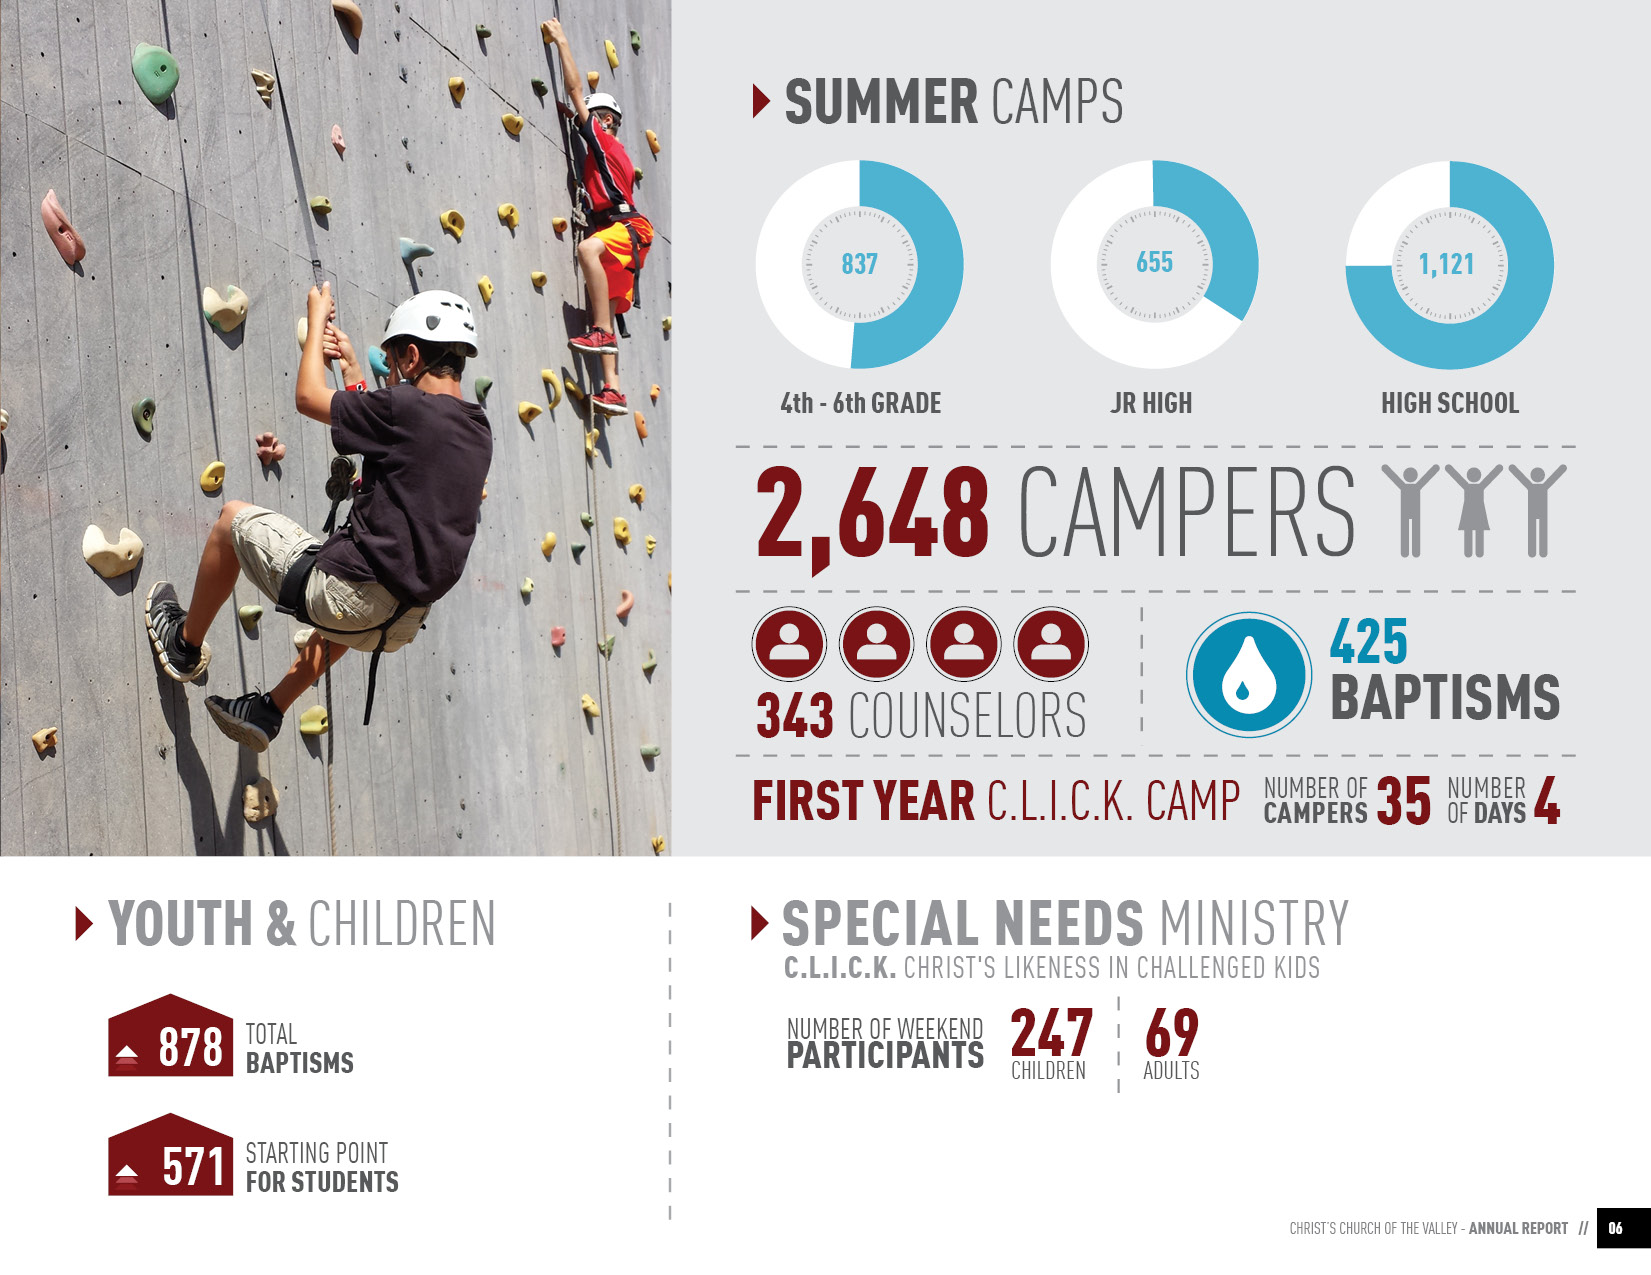 SUMMER CAMPS
837
655
1,121
4th - 6th GRADE
JR HIGH
HIGH SCHOOL
2,648 CAMPERS
343 COUNSELORS
425
BAPTISMS
FIRST YEAR C.L.I.C.K. CAMP
NUMBER OF
CAMPERS
35
NUMBER
OF DAYS
4
YOUTH & CHILDREN
878
TOTAL
BAPTISMS
571
STARTING POINT
FOR STUDENTS
SPECIAL NEEDS MINISTRY
C.L.I.C.K. CHRIST'S LIKENESS IN CHALLENGED KIDS
NUMBER OF WEEKEND
PARTICIPANTS
247
CHILDREN
69
ADULTS
CHRIST'S CHURCH OF THE VALLEY - ANNUAL REPORT // 06